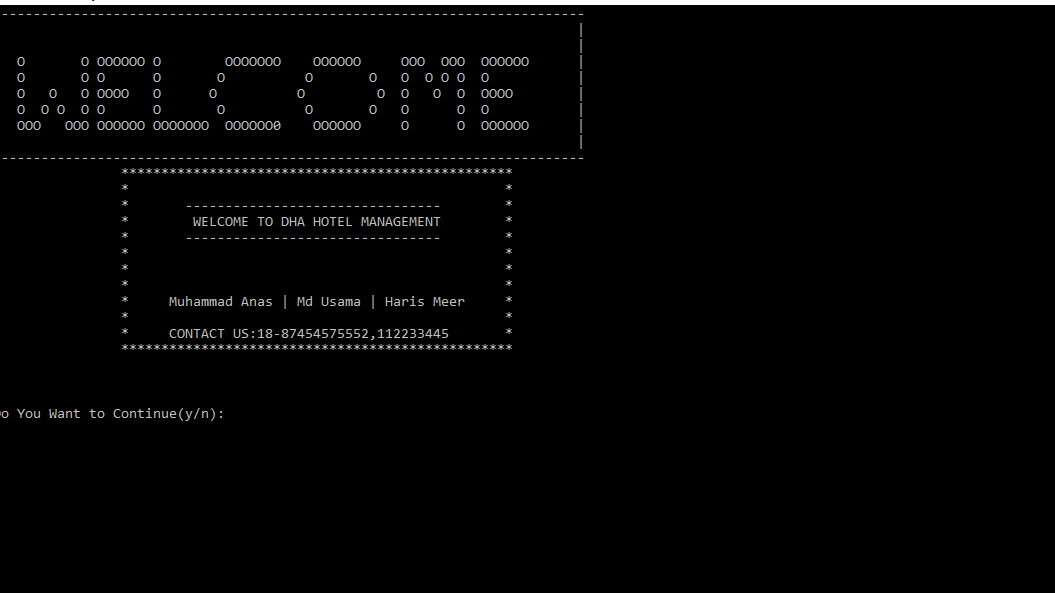 WELCOME
WELCOME TO DHA HOTEL MANAGEMENT
Muhammad Anas | Md Usama | Haris Meer
CONTACT US:18-87454575552,112233445
o You Want to Continue(y/n):